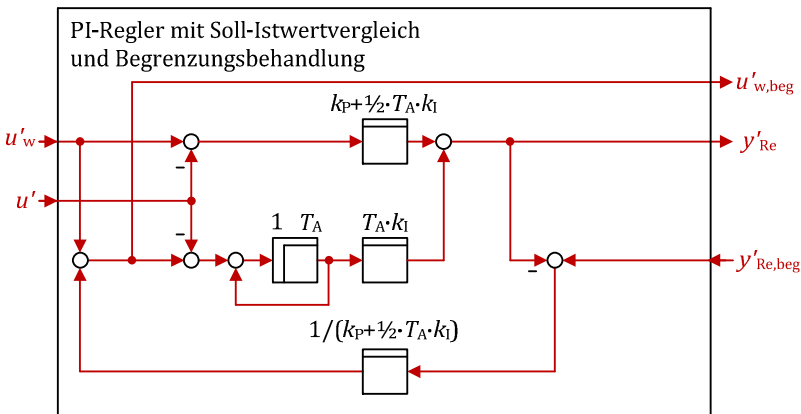 PI-Regler mit Soll-Istwertvergleich
und Begrenzungsbehandlung
u′w,beg
kP+½·TA·kI
u′w
y′Re
-
u′
-
1 TA
TA·kI
y′Re,beg
-
1/(kP+½·TA·kI)